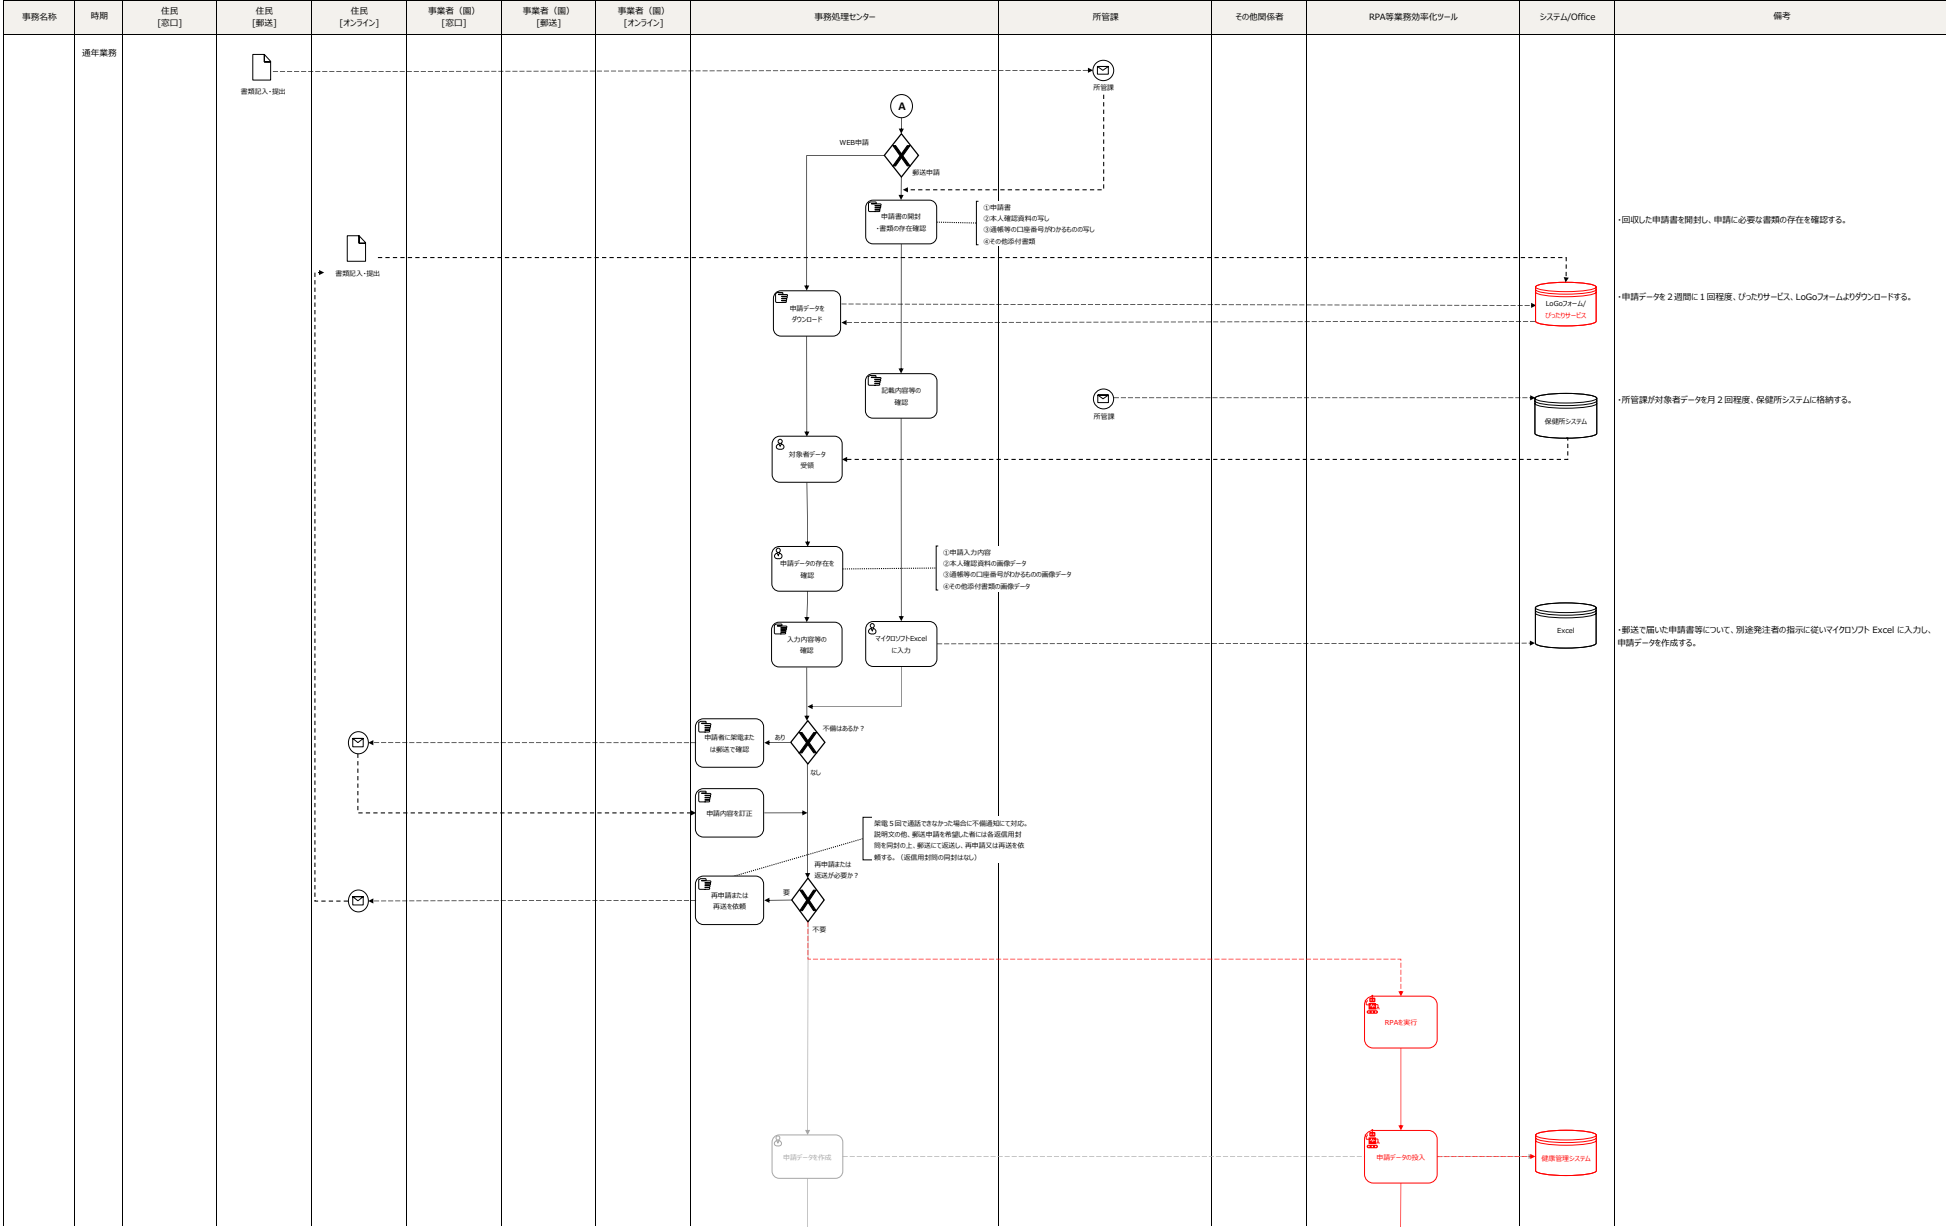 事務名称
時期
住民
[窓口]
住民
[郵送]
住民
[オンライン]
事業者（園）
[窓口]
事業者（園）
[郵送]
事業者（園）
[オンライン]
事務処理センター
所管課
その他関係者
RPA等業務効率化ツール
システム/Office
備考
通年業務
書類記入・提出
所管課
A
WEB申請
郵送申請
申請書の開封
・書類の存在確認
①申請書
②本人確認資料の写し
③通帳等の口座番号がわかるものの写し
④その他添付書類
・回収した申請書を開封し、申請に必要な書類の存在を確認する。
書類記入・提出
申請データを
ダウンロード
LoGoフォーム/
ぴったりサービス
・申請データを２週間に１回程度、ぴったりサービス、LoGoフォームよりダウンロードする。
記載内容等の
確認
所管課
保健所システム
・所管課が対象者データを月２回程度、保健所システムに格納する。
対象者データ
受領
申請データの存在を
確認
①申請入力内容
②本人確認資料の画像データ
③通帳等の口座番号がわかるものの画像データ
④その他添付書類の画像データ
入力内容等の
確認
マイクロソフトExcel
に入力
Excel
・郵送で届いた申請書等について、別途発注者の指示に従いマイクロソフト Excel に入力し、
申請データを作成する。
不備はあるか？
あり
なし
申請者に架電また
は郵送で確認
申請内容を訂正
架電５回で通話できなかった場合に不備通知にて対応。
説明文の他、郵送申請を希望した者には各返信用封
筒を同封の上、郵送にて返送し、再申請又は再送を依
頼する。（返信用封筒の同封はなし）
再申請または
返送が必要か？
要
不要
再申請または
再送を依頼
RPAを実行
申請データを作成
申請データの投入
健康管理システム